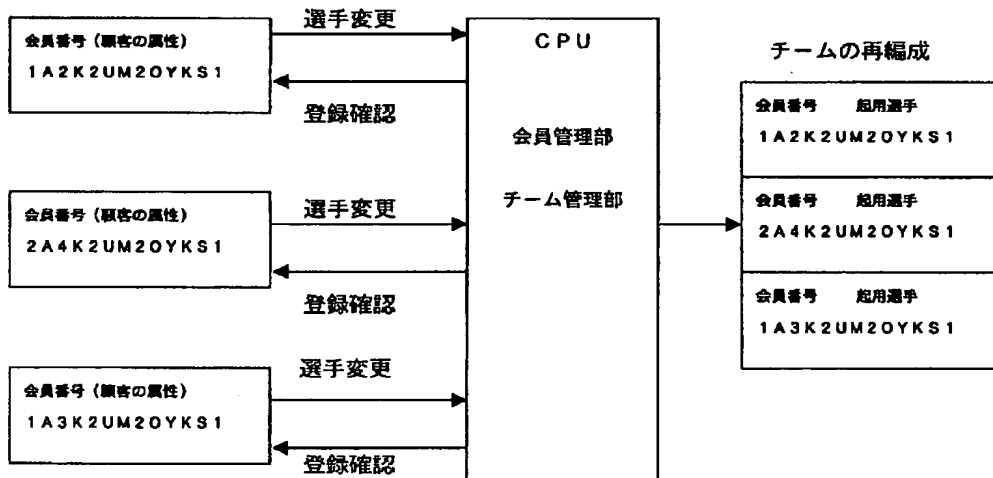 会員番号(顧客の属性)
1A2K2UM2OYKS1
選手変更
登録確認
会員番号(顧客の属性)
2A4K2UM2OYKS1
選手変更
登録確認
会員番号(顧客の属性)
1A3K2UM2OYKS1
選手変更
登録確認
CPU
会員管理部
チーム管理部
チームの再編成
会員番号 起用選手
1A2K2UM2OYKS1
会員番号 起用選手
2A4K2UM2OYKS1
会員番号 起用選手
1A3K2UM2OYKS1